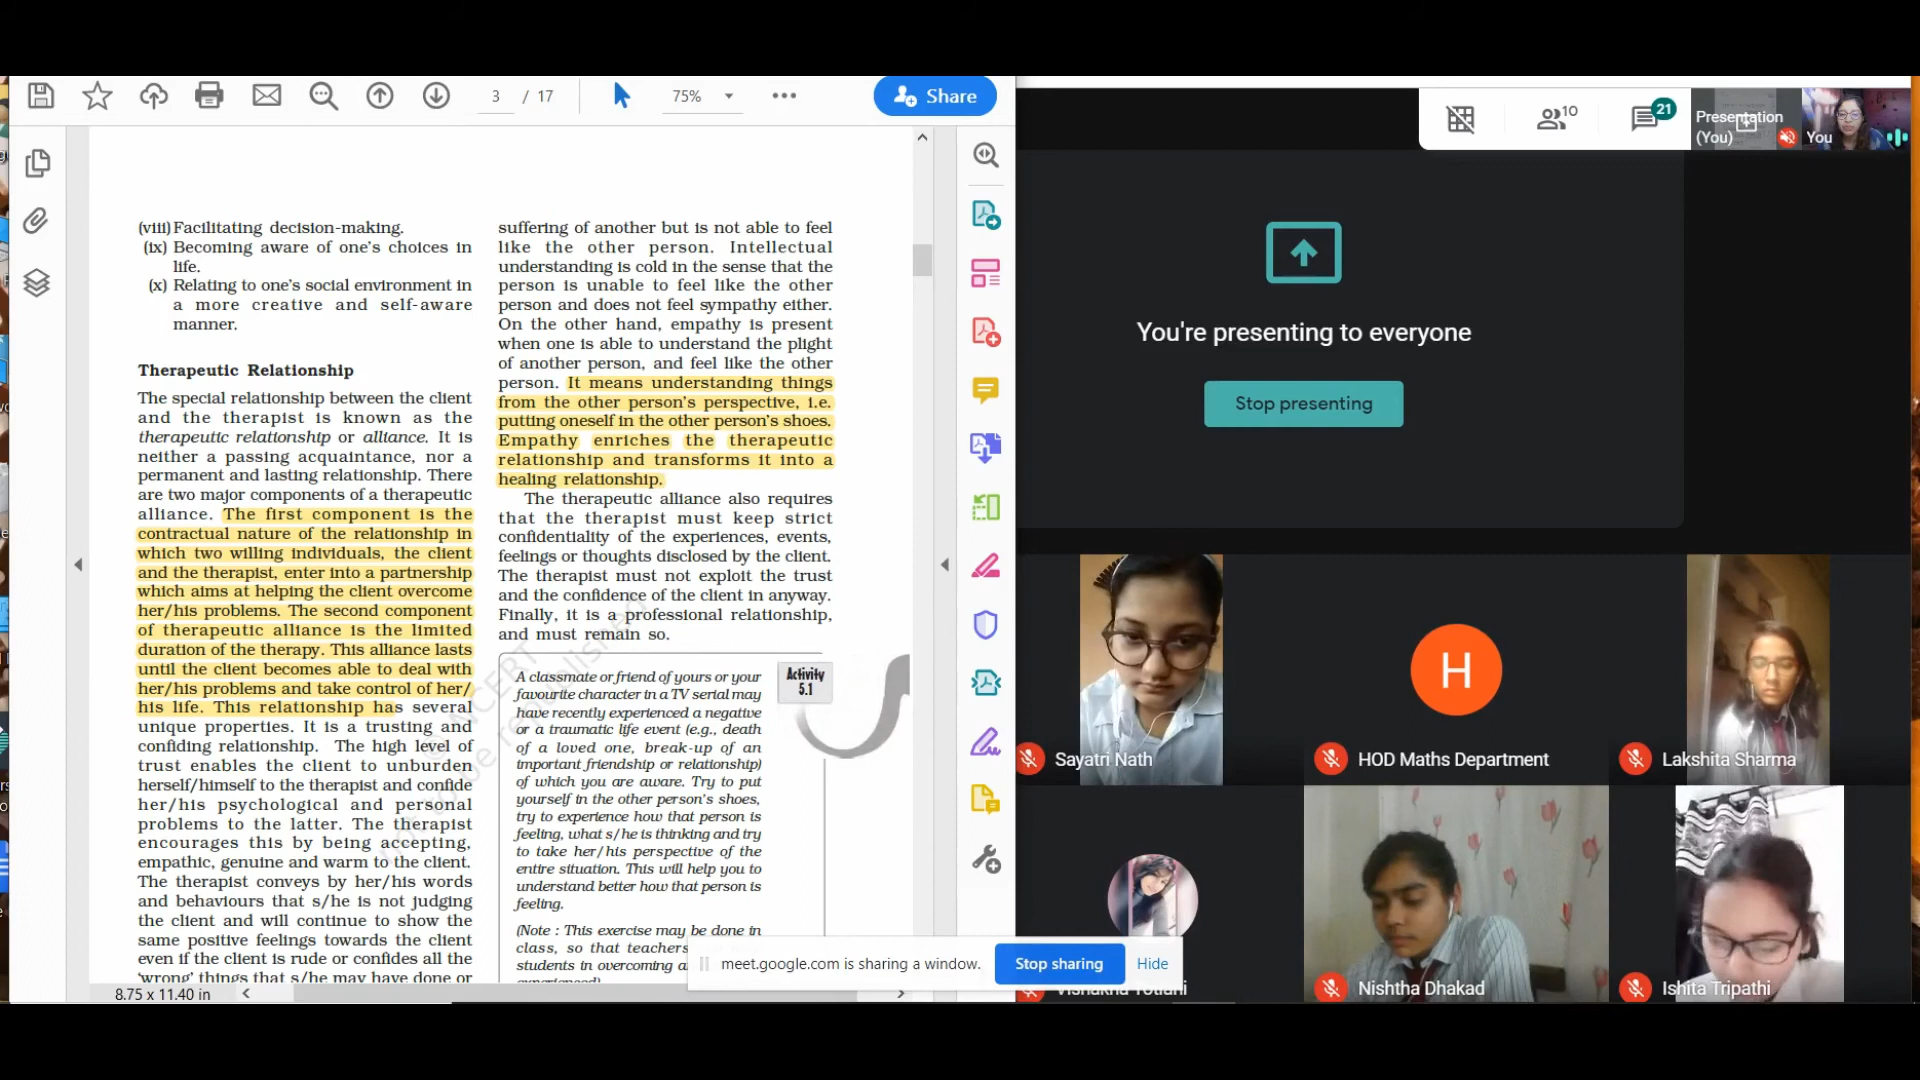 3 / 17
75%
Share
(viii) Facilitating decision-making.
(ix) Becoming aware of one's choices in
life.
(x) Relating to one's social environment in
a more creative and self-aware
manner.
Therapeutic Relationship
The special relationship between the client
and the therapist is known as the
therapeutic relationship or alliance. It is
neither a passing acquaintance, nor a
permanent and lasting relationship. There
are two major components of a therapeutic
alliance. The first component is the
contractual nature of the relationship in
which two willing individuals, the client
and the therapist, enter into a partnership
which aims at helping the client overcome
her/his problems. The second component
of therapeutic alliance is the limited
duration of the therapy. This alliance lasts
until the client becomes able to deal with
her/his problems and take control of her/
his life. This relationship has several
unique properties. It is a trusting and
confiding relationship. The high level of
trust enables the client to unburden
herself/himself to the therapist and confide
her/his psychological and personal
problems to the latter. The therapist
encourages this by being accepting,
empathic, genuine and warm to the client.
The therapist conveys by her/his words
and behaviours that s/he is not judging
the client and will continue to show the
same positive feelings towards the client
even if the client is rude or confides all the
'wrong' things that s/he may have done or
suffering of another but is not able to feel
like the other person. Intellectual
understanding is cold in the sense that the
person is unable to feel like the other
person and does not feel sympathy either.
On the other hand, empathy is present
when one is able to understand the plight
of another person, and feel like the other
person. It means understanding things
from the other person's perspective, i.e.
putting oneself in the other person's shoes.
Empathy enriches the therapeutic
relationship and transforms it into a
healing relationship.
The therapeutic alliance also requires
that the therapist must keep strict
confidentiality of the experiences, events,
feelings or thoughts disclosed by the client.
The therapist must not exploit the trust
and the confidence of the client in anyway.
Finally, it is a professional relationship,
and must remain so.
Activity
5.1
A classmate or friend of yours or your
favourite character in a TV serial may
have recently experienced a negative
or a traumatic life event (e.g., death
of a loved one, break-up of an
important friendship or relationship)
of which you are aware. Try to put
yourself in the other person's shoes,
try to experience how that person is
feeling, what s/he is thinking and try
to take her/his perspective of the
entire situation. This will help you to
understand better how that person is
feeling.
(Note : This exercise may be done in
class, so that teachers
students in overcoming
experienced)
© NCERT
not to be republished
8.75 x 11.40 in
meet.google.com is sharing a window.
Stop sharing
Hide
10
21
Presentation
(You)
You
You're presenting to everyone
Stop presenting
Sayatri Nath
H
HOD Maths Department
Lakshita Sharma
Nishtha Dhakad
Ishita Tripathi